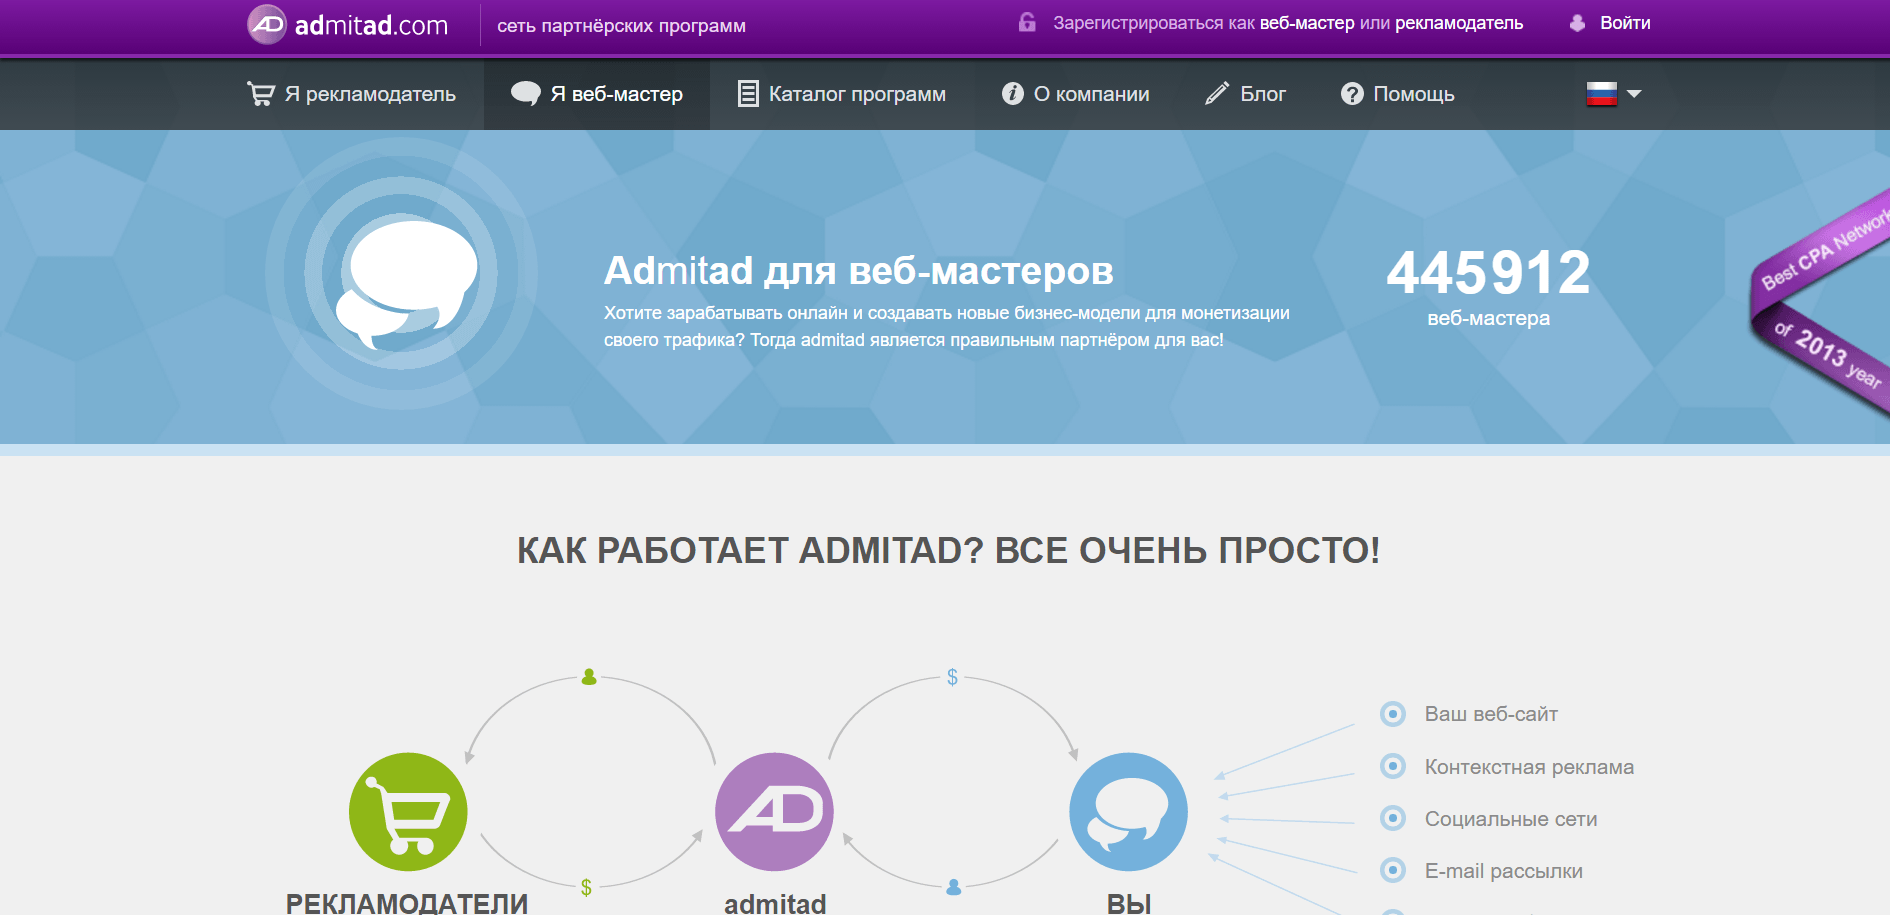 admitad.com
сеть партнёрских программ
Зарегистрироваться как веб-мастер или рекламодатель
Войти
Я рекламодатель
Я веб-мастер
Каталог программ
О компании
Блог
Помощь
Admitad для веб-мастеров
Хотите зарабатывать онлайн и создавать новые бизнес-модели для монетизации
своего трафика? Тогда admitad является правильным партнёром для вас!
445912
веб-мастера
Best CPA Network
of 2013 year
КАК РАБОТАЕТ ADMITAD? ВСЕ ОЧЕНЬ ПРОСТО!
$
Ваш веб-сайт
Контекстная реклама
Социальные сети
E-mail рассылки
AD
$
РЕКЛАМОДАТЕЛИ
admitad
ВЫ